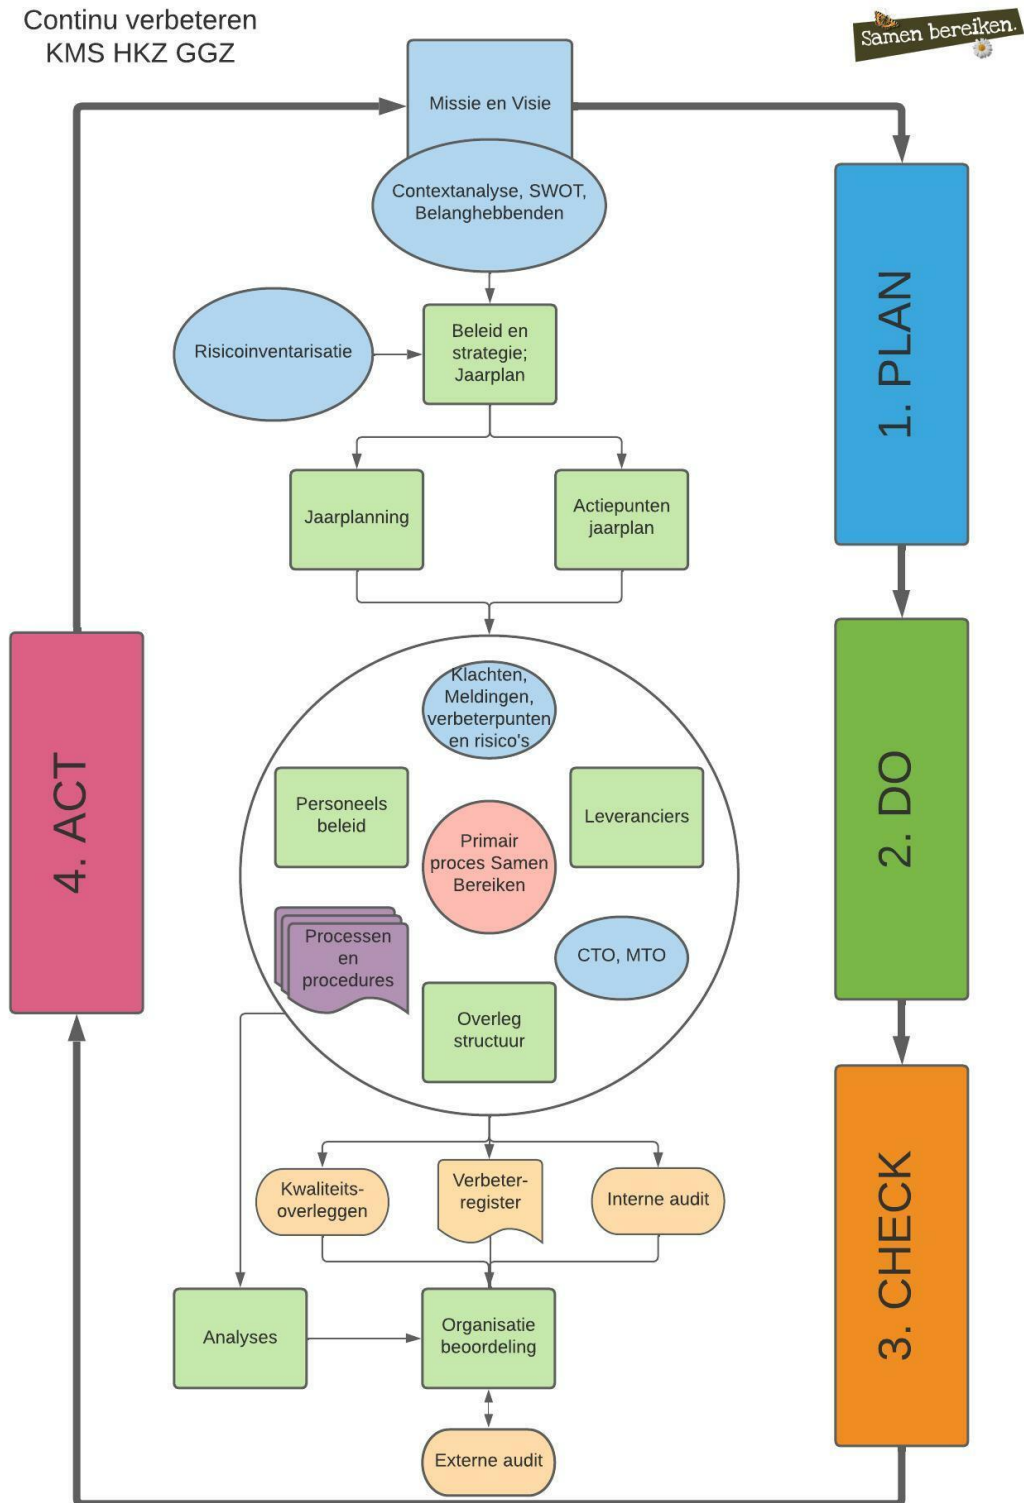 Continu verbeteren
KMS HKZ GGZ
Samen bereiken.
Missie en Visie
Contextanalyse, SWOT,
Belanghebbenden
Risicoinventarisatie
Beleid en
strategie;
Jaarplan
Jaarplanning
Actiepunten
jaarplan
1. PLAN
Klachten,
Meldingen,
verbeterpunten
en risico's
Personeels
beleid
Primair
proces Samen
Bereiken
Leveranciers
Processen
en
procedures
CTO, MTO
Overleg
structuur
2. DO
4. ACT
Kwaliteits-
overleggen
Verbeter-
register
Interne audit
Analyses
Organisatie
beoordeling
Externe audit
3. CHECK